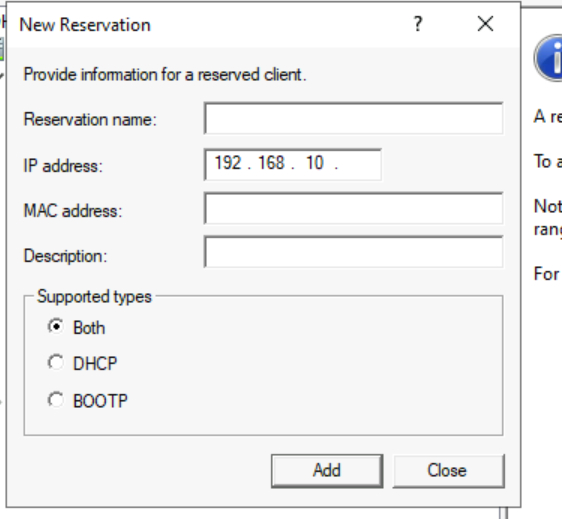 New Reservation
?
Provide information for a reserved client.
Reservation name:
IP address: 192 . 168 . 10 .
MAC address:
Description:
Supported types
Both
DHCP
BOOTP
Add Close
A re
To a
Not
For